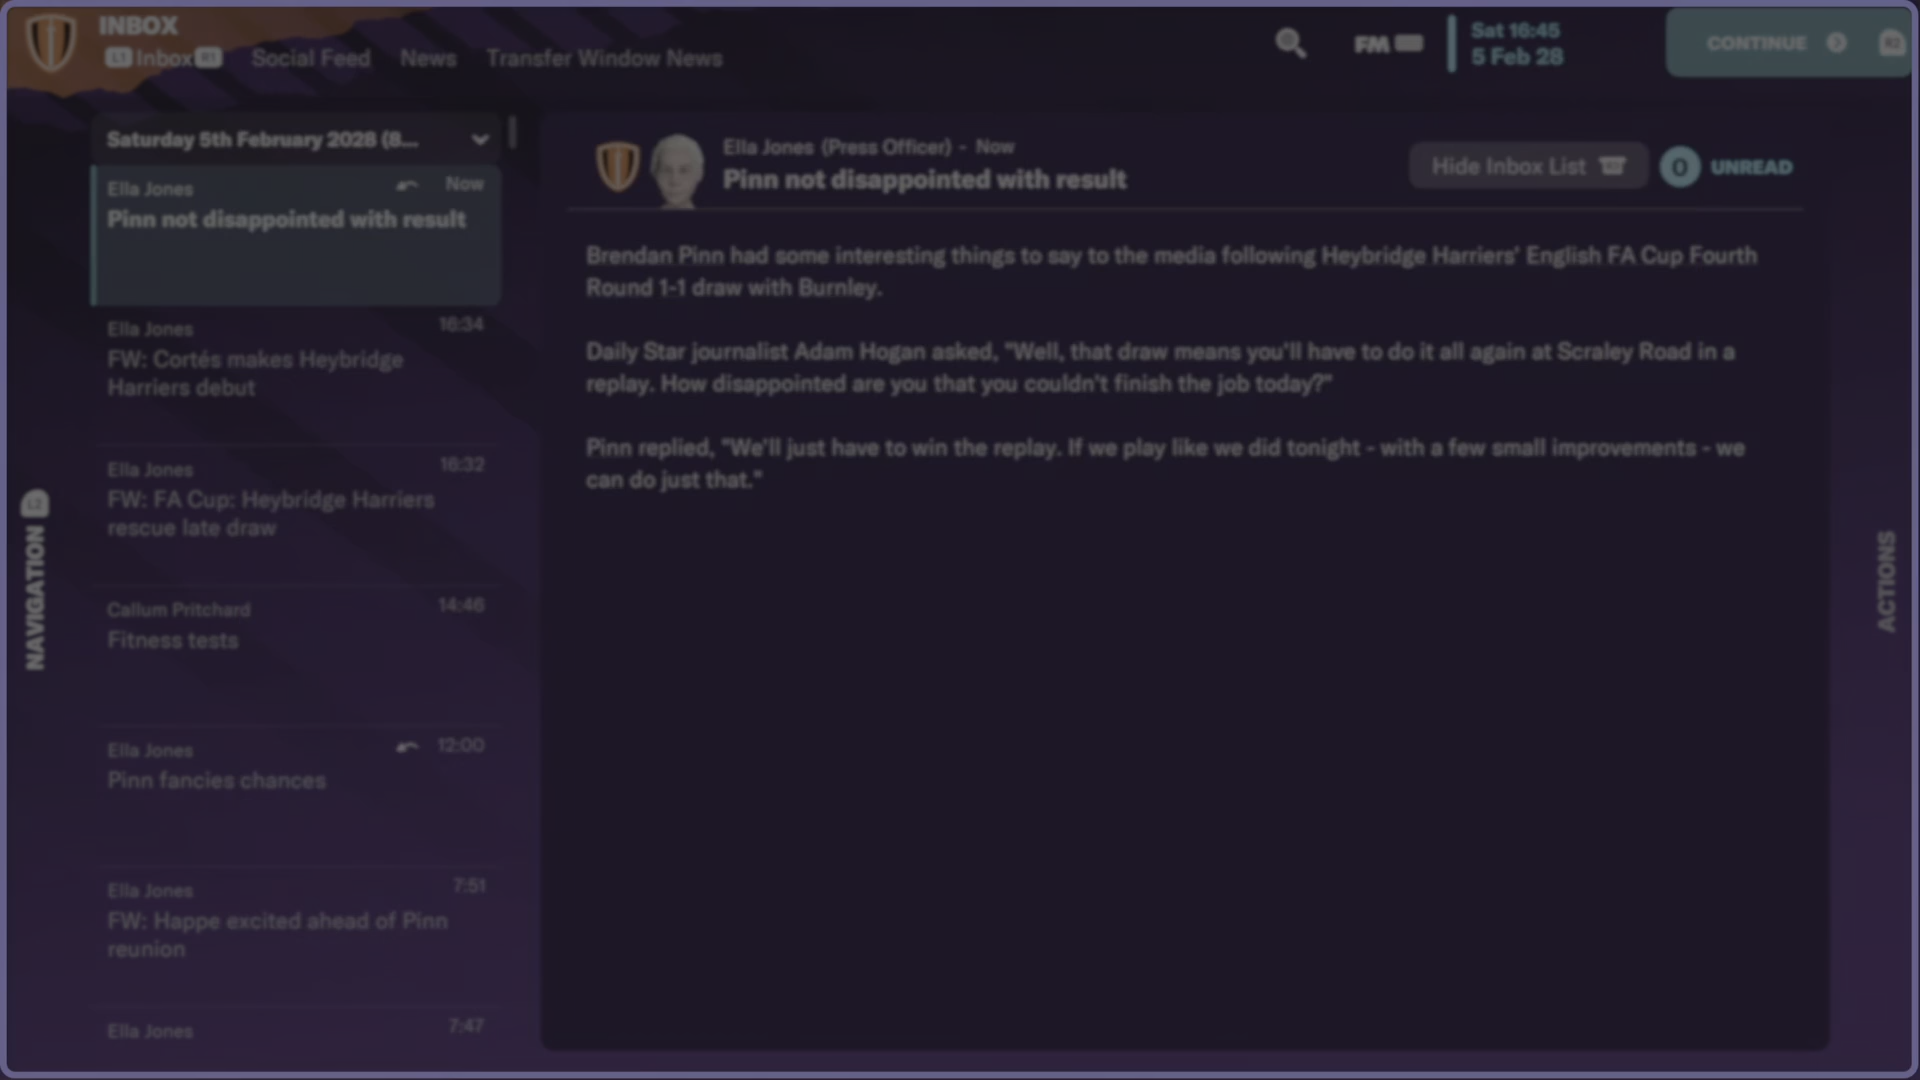 INBOX
L1 Inbox R1 Social Feed News Transfer Window News
FM
Sat 16:45
5 Feb 28
CONTINUE R2
Saturday 5th February 2028 (8...
Ella Jones Now
Pinn not disappointed with result
Ella Jones 16:34
FW: Cortés makes Heybridge
Harriers debut
Ella Jones 16:32
FW: FA Cup: Heybridge Harriers
rescue late draw
Callum Pritchard 14:46
Fitness tests
Ella Jones 12:00
Pinn fancies chances
Ella Jones 7:51
FW: Happe excited ahead of Pinn
reunion
Ella Jones 7:47
NAVIGATION L2
Ella Jones (Press Officer) - Now
Pinn not disappointed with result
Hide Inbox List
0 UNREAD
Brendan Pinn had some interesting things to say to the media following Heybridge Harriers' English FA Cup Fourth
Round 1-1 draw with Burnley.
Daily Star journalist Adam Hogan asked, "Well, that draw means you'll have to do it all again at Scraley Road in a
replay. How disappointed are you that you couldn't finish the job today?"
Pinn replied, "We'll just have to win the replay. If we play like we did tonight - with a few small improvements - we
can do just that."
ACTIONS